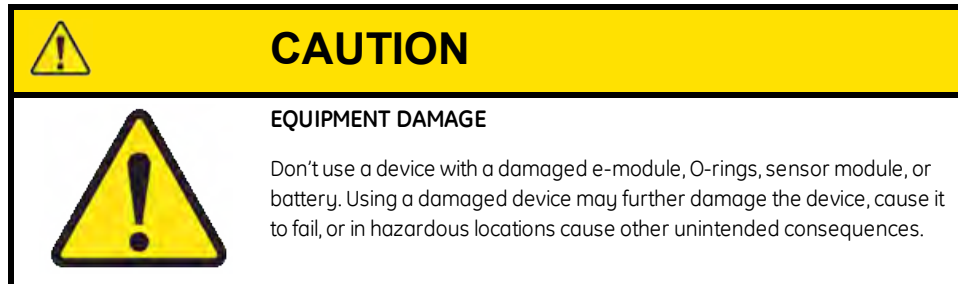 CAUTION
EQUIPMENT DAMAGE
Don't use a device with a damaged e-module, O-rings, sensor module, or
battery. Using a damaged device may further damage the device, cause it
to fail, or in hazardous locations cause other unintended consequences.